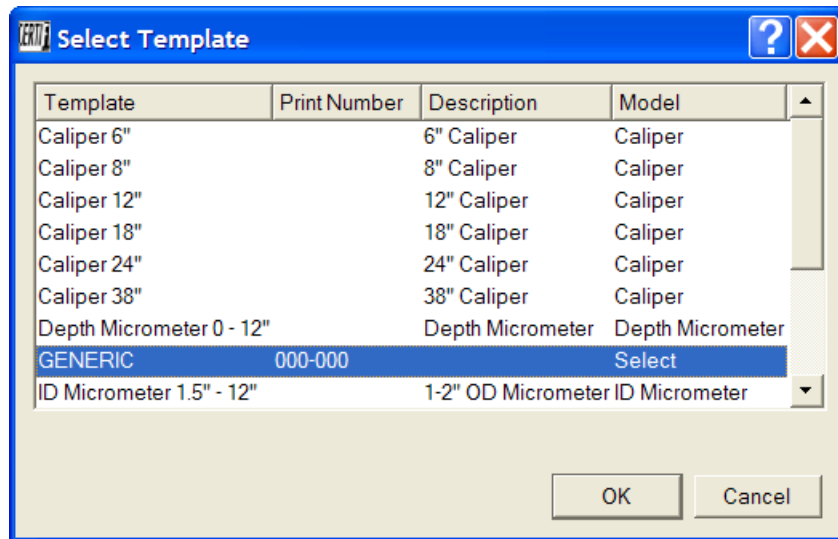 CERTI Select Template
Template Print Number Description Model
Caliper 6" 6" Caliper Caliper
Caliper 8" 8" Caliper Caliper
Caliper 12" 12" Caliper Caliper
Caliper 18" 18" Caliper Caliper
Caliper 24" 24" Caliper Caliper
Caliper 38" 38" Caliper Caliper
Depth Micrometer 0 - 12" Depth Micrometer Depth Micrometer
GENERIC 000-000 Select
ID Micrometer 1.5" - 12" 1-2" OD Micrometer ID Micrometer
OK Cancel